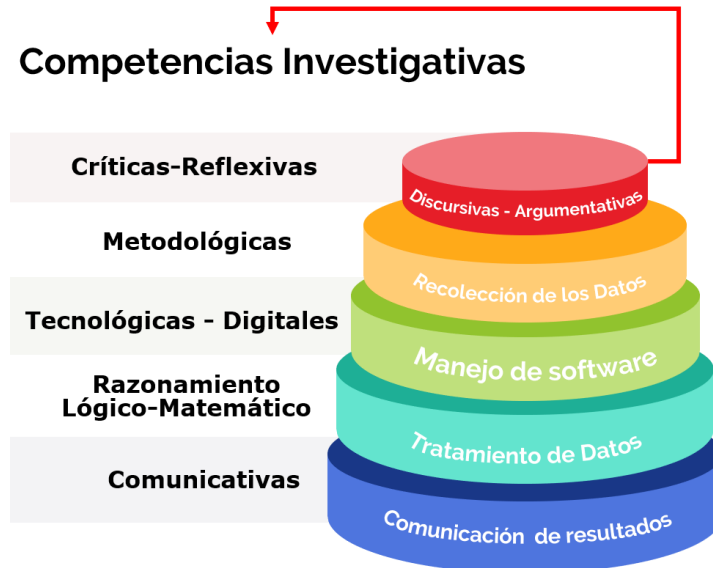 Competencias Investigativas
Críticas-Reflexivas
Discursivas - Argumentativas
Metodológicas
Recolección de los Datos
Tecnológicas - Digitales
Manejo de software
Razonamiento
Lógico-Matemático
Tratamiento de Datos
Comunicativas
Comunicación de resultados